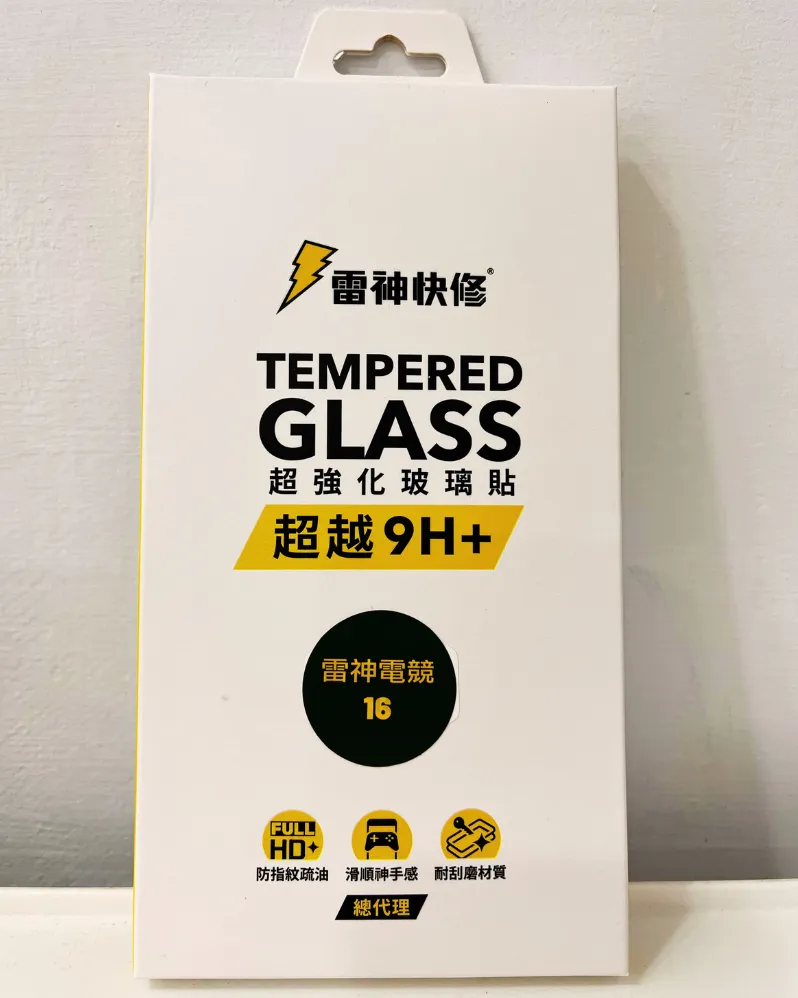 雷神快修®
TEMPERED
GLASS
超強化玻璃貼
超越9H+
雷神電競
16
FULL
HD+
防指紋疏油 滑順神手感 耐刮磨材質
總代理